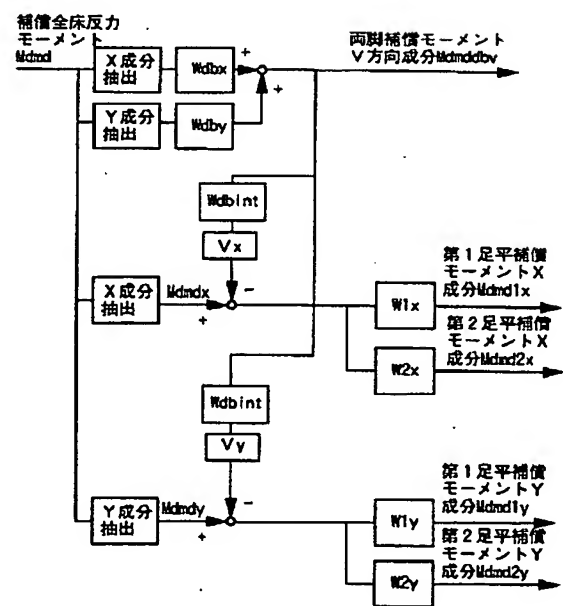 補償全床反力
モーメント
Mdmd
X成分
抽出
Wdbx
+
+
両脚補償モーメント
V方向成分Mdmddbv
Y成分
抽出
Wdby
Wdbint
Vx
-
X成分
抽出
Mdmdx
+
W1x
第1足平補償
モーメントX
成分Mdmd1x
W2x
第2足平補償
モーメントX
成分Mdmd2x
Wdbint
Vy
-
Y成分
抽出
Mdmdy
+
W1y
第1足平補償
モーメントY
成分Mdmd1y
W2y
第2足平補償
モーメントY
成分Mdmd2y